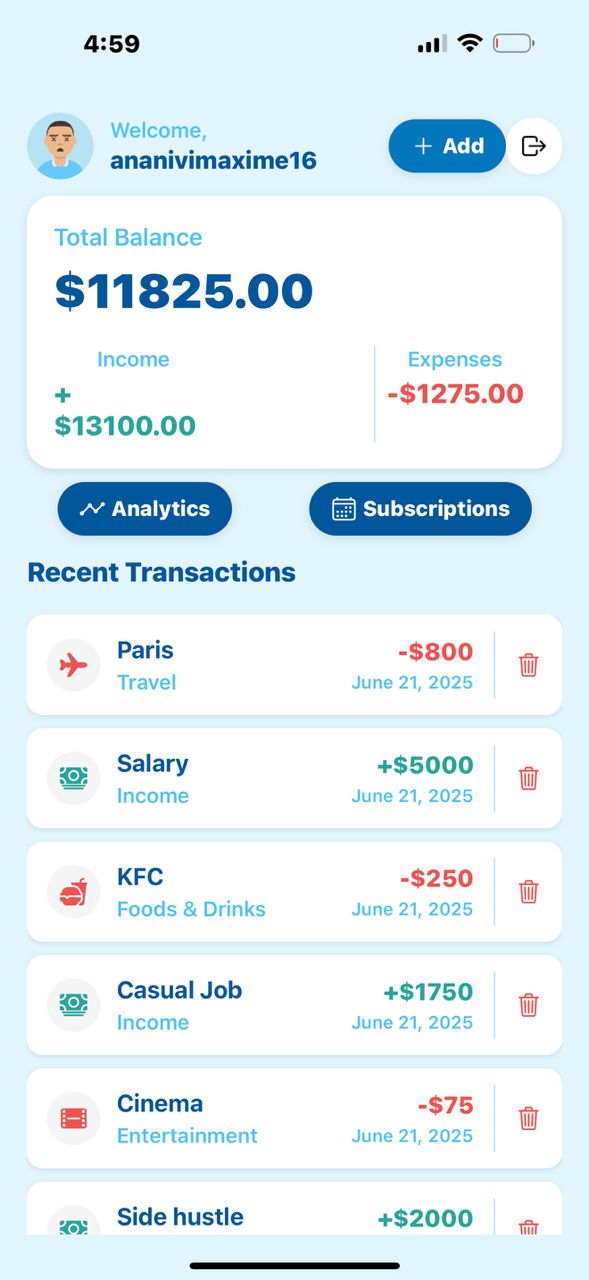 4:59
Welcome,
ananivimaxime16
+ Add
Total Balance
$11825.00
Income
Expenses
+
$13100.00
-$1275.00
Analytics
Subscriptions
Recent Transactions
Paris
-$800
Travel
June 21, 2025
Salary
+$5000
Income
June 21, 2025
KFC
-$250
Foods & Drinks
June 21, 2025
Casual Job
+$1750
Income
June 21, 2025
Cinema
-$75
Entertainment
June 21, 2025
Side hustle
+$2000